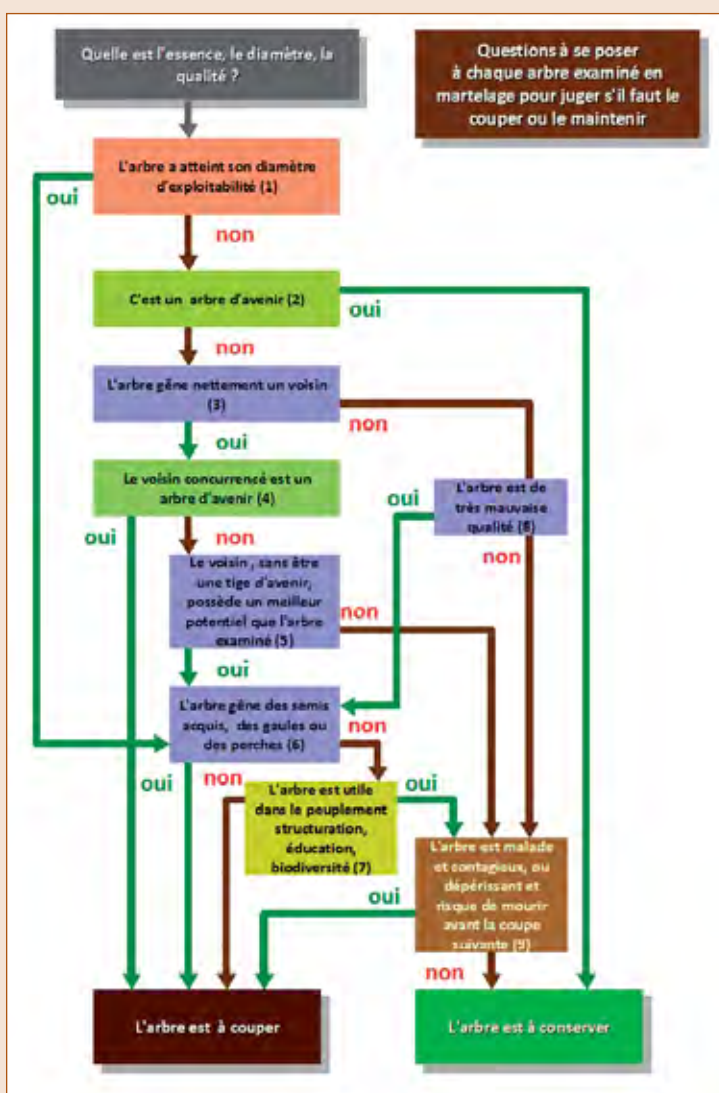 Quelle est l'essence, le diamètre, la
qualité ?
Questions à se poser
à chaque arbre examiné en
martelage pour juger s'il faut le
couper ou le maintenir
L'arbre a atteint son diamètre
d'exploitabilité (1)
oui
non
C'est un arbre d'avenir (2)
oui
non
L'arbre gêne nettement un voisin
(3)
non
oui
Le voisin concurrencé est un
arbre d'avenir (4)
oui
L'arbre est de
très mauvaise
qualité (8)
oui
non
non
Le voisin , sans être
une tige d'avenir,
possède un meilleur
potentiel que l'arbre
examiné (5)
non
oui
L'arbre gêne des semis
acquis, des gaules ou
des perches (6)
non
oui
non
L'arbre est utile
dans le peuplement
structuration,
éducation,
biodiversité (7)
oui
L'arbre est malade
et contagieux, ou
dépérissant et
risque de mourir
avant la coupe
suivante (9)
oui
non
L'arbre est à couper
L'arbre est à conserver